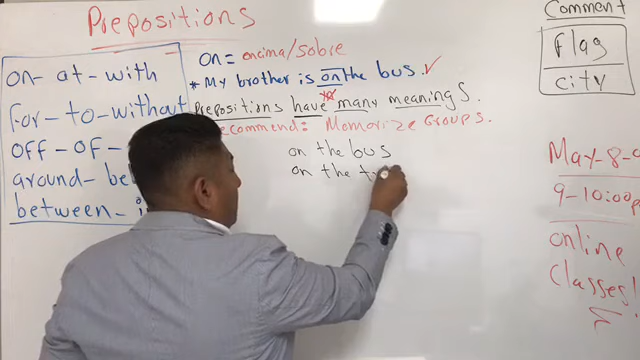 Prepositions
on - at - with
for - to - without
off - of -
around -
between -
on = encima/sobre
* My brother is on the bus. ✓
Prepositions have many meanings.
Recommend: Memorize Groups.
on the bus
on the
Comment
Flag
City
May-8-
9-10:00p
online
Classes!